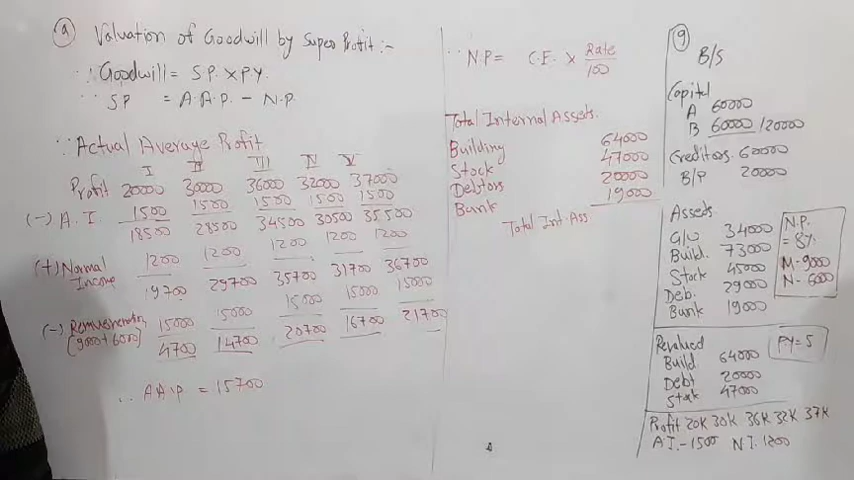 (9) Valuation of Goodwill by Super Profit :-
∴ Goodwill = S.P. × P.Y.
∵ SP = A.A.P. - N.P.
∵ Actual Average Profit
I II III IV V
Profit 20000 30000 36000 32000 37000
(-) A.I. 1500 1500 1500 1500 1500
18500 28500 34500 30500 35500
(+) Normal Income 1200 1200 1200 1200 1200
19700 29700 35700 31700 36700
(-) Remuneration [9000+6000] 15000 15000 15000 15000 15000
4700 14700 20700 16700 21700
∴ A.A.P = 15700
∵ N.P = C.E. × Rate/100
Total Internal Assets.
Building 64000
Stock 47000
Debtors 20000
Bank 19000
Total Int. Ass
(9) B/S
Capital
A 60000
B 60000 /120000
Creditors. 60000
B/P 20000
Assets.
G/W 34000
Build. 73000
Stock 45000
Deb. 29000
Bank 19000
N.P. = 8%
M-9000
N-6000
Revalued
Build 64000
Debt 20000
Stock 47000
P.Y = 5
Profit 20K 30K 36K 32K 37K
A.I. - 1500 N.I. 1200